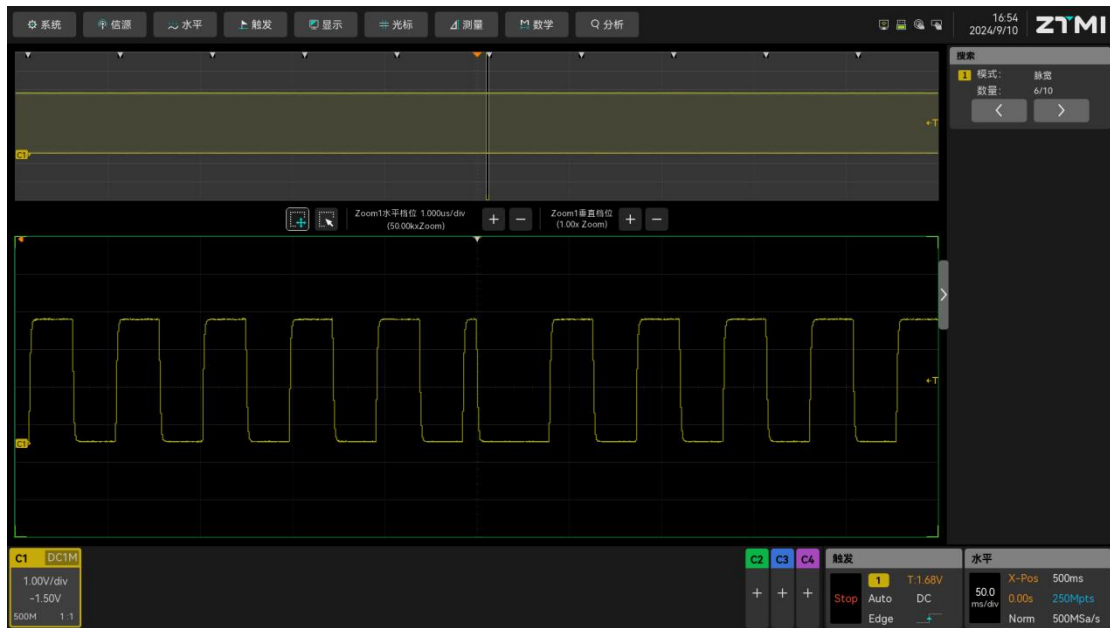 系统 信源 水平 触发 显示 光标 测量 数学 分析
16:54
2024/9/10
ZTMI
搜索
1 模式: 脉宽
数量: 6/10
T
C1
Zoom1水平档位 1.000us/div
(50.00kxZoom)
Zoom1垂直档位
(1.00x Zoom)
T
C1
C1 DC1M
1.00V/div
-1.50V
500M 1:1
C2 C3 C4
触发
1 T:1.68V
Stop Auto DC
Edge
水平
X-Pos 500ms
50.0 ms/div 0.00s 250Mpts
Norm 500MSa/s